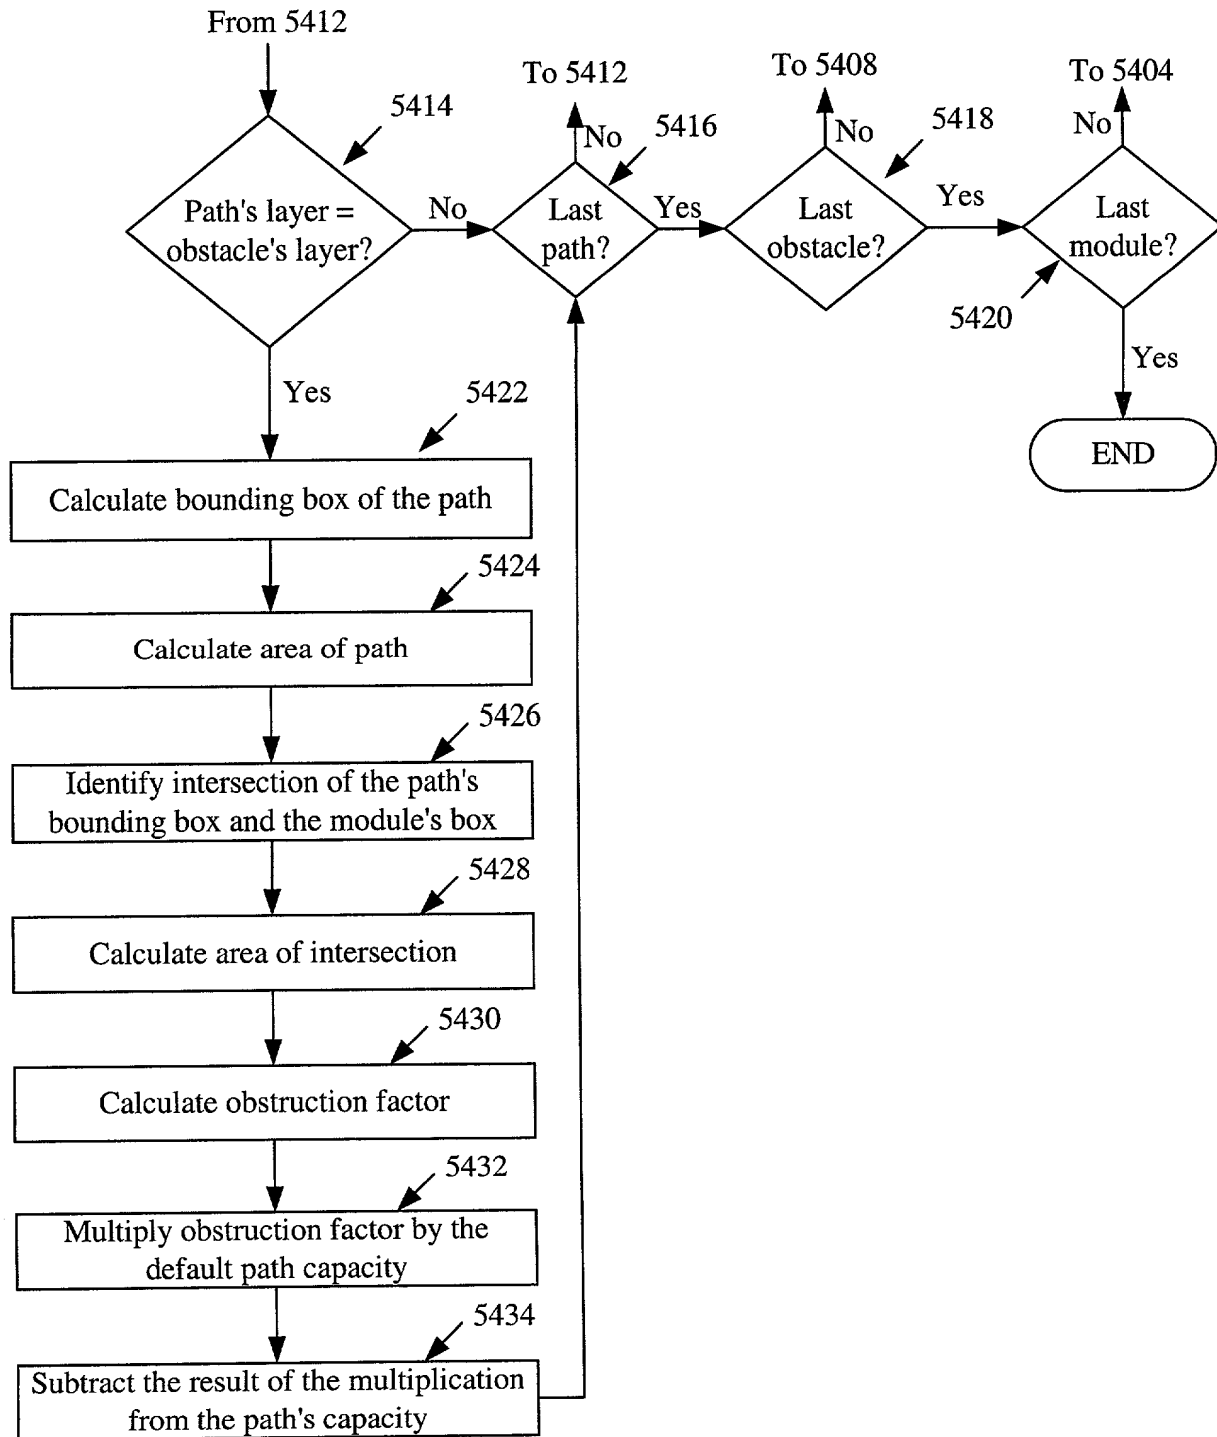 From 5412
To 5412
To 5408
To 5404
5414
No
5416
No
5418
No
Path's layer =
obstacle's layer?
No
Last
path?
Yes
Last
obstacle?
Yes
Last
module?
5420
Yes
Yes
END
5422
Calculate bounding box of the path
5424
Calculate area of path
5426
Identify intersection of the path's
bounding box and the module's box
5428
Calculate area of intersection
5430
Calculate obstruction factor
5432
Multiply obstruction factor by the
default path capacity
5434
Subtract the result of the multiplication
from the path's capacity